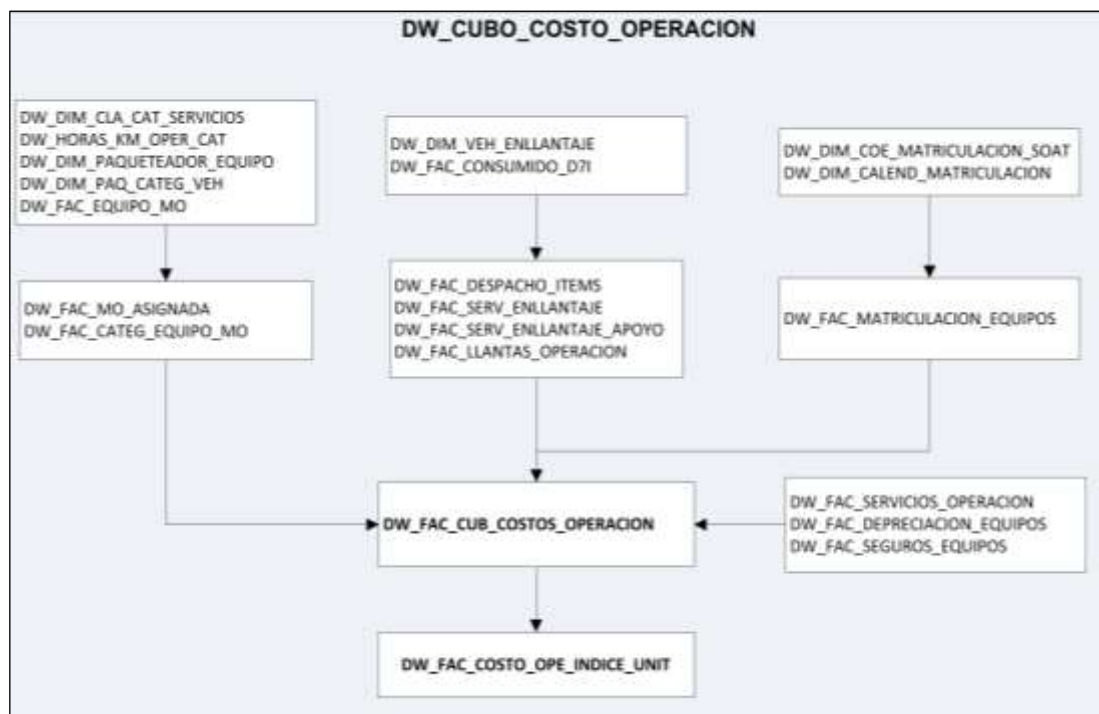 DW_CUBO_COSTO_OPERACION
DW_DIM_CLA_CAT_SERVICIOS
DW_HORAS_KM_OPER_CAT
DW_DIM_PAQUETEADOR_EQUIPO
DW_DIM_PAQ_CATEG_VEH
DW_FAC_EQUIPO_MO
DW_DIM_VEH_ENLLANTAJE
DW_FAC_CONSUMIDO_D7I
DW_DIM_COE_MATRICULACION_SOAT
DW_DIM_CALEND_MATRICULACION
DW_FAC_MO_ASIGNADA
DW_FAC_CATEG_EQUIPO_MO
DW_FAC_DESPACHO_ITEMS
DW_FAC_SERV_ENLLANTAJE
DW_FAC_SERV_ENLLANTAJE_APOYO
DW_FAC_LLANTAS_OPERACION
DW_FAC_MATRICULACION_EQUIPOS
DW_FAC_CUB_COSTOS_OPERACION
DW_FAC_SERVICIOS_OPERACION
DW_FAC_DEPRECIACION_EQUIPOS
DW_FAC_SEGUROS_EQUIPOS
DW_FAC_COSTO_OPE_INDICE_UNIT